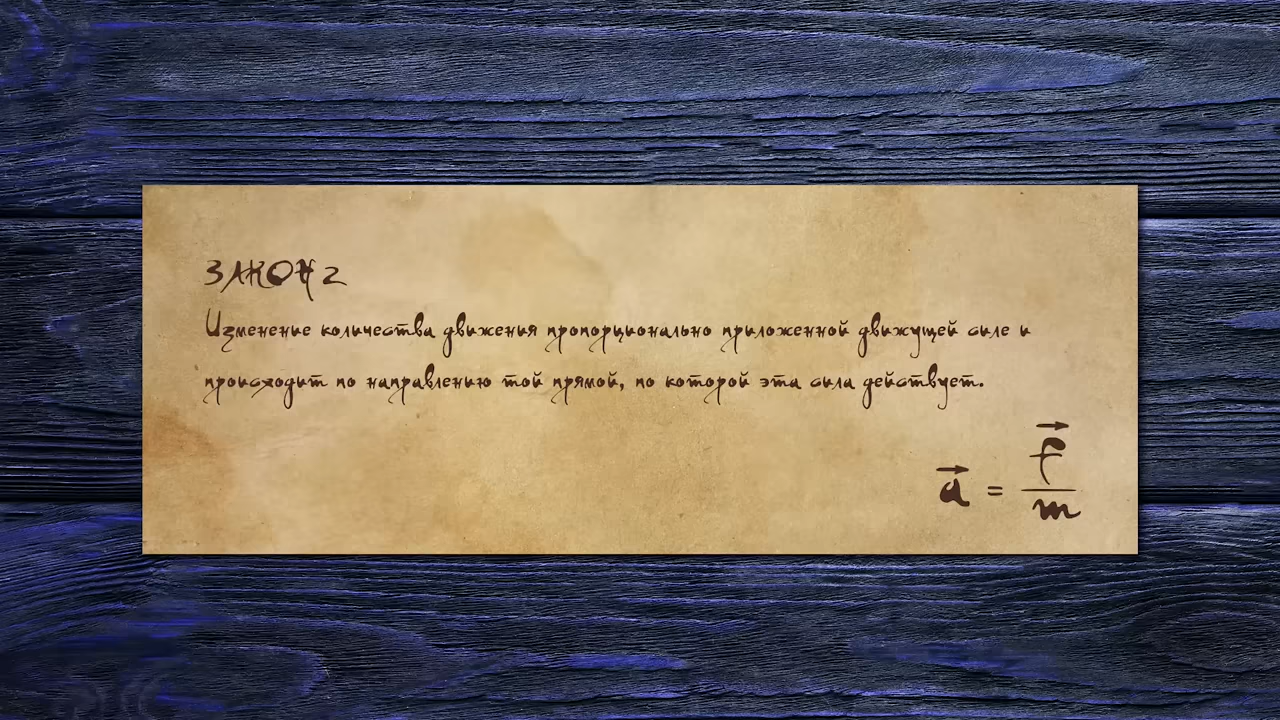 ЗАКОН 2
Изменение количества движения пропорционально приложенной движущей силе и
происходит по направлению той прямой, по которой эта сила действует.
a⃗ = F⃗ / m